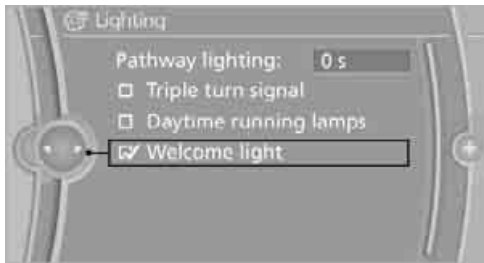 Lighting
Pathway lighting: 0 s
Triple turn signal
Daytime running lamps
Welcome light